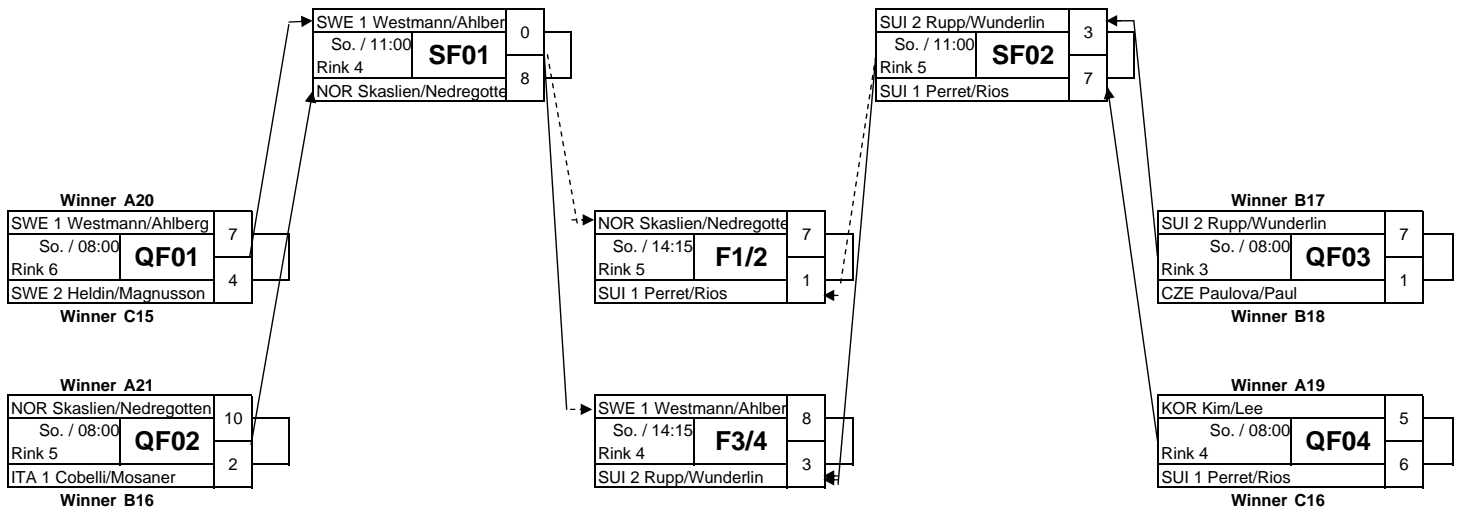 SWE 1 Westmann/Ahlber 0
So. / 11:00 SF01
Rink 4 8
NOR Skaslien/Nedregotte
SUI 2 Rupp/Wunderlin 3
So. / 11:00 SF02
Rink 5 7
SUI 1 Perret/Rios
Winner A20
SWE 1 Westmann/Ahlberg 7
So. / 08:00 QF01
Rink 6 4
SWE 2 Heldin/Magnusson
Winner C15
NOR Skaslien/Nedregotte 7
So. / 14:15 F1/2
Rink 5 1
SUI 1 Perret/Rios
Winner B17
SUI 2 Rupp/Wunderlin 7
So. / 08:00 QF03
Rink 3 1
CZE Paulova/Paul
Winner B18
Winner A21
NOR Skaslien/Nedregotten 10
So. / 08:00 QF02
Rink 5 2
ITA 1 Cobelli/Mosaner
Winner B16
SWE 1 Westmann/Ahlber 8
So. / 14:15 F3/4
Rink 4 3
SUI 2 Rupp/Wunderlin
Winner A19
KOR Kim/Lee 5
So. / 08:00 QF04
Rink 4 6
SUI 1 Perret/Rios
Winner C16